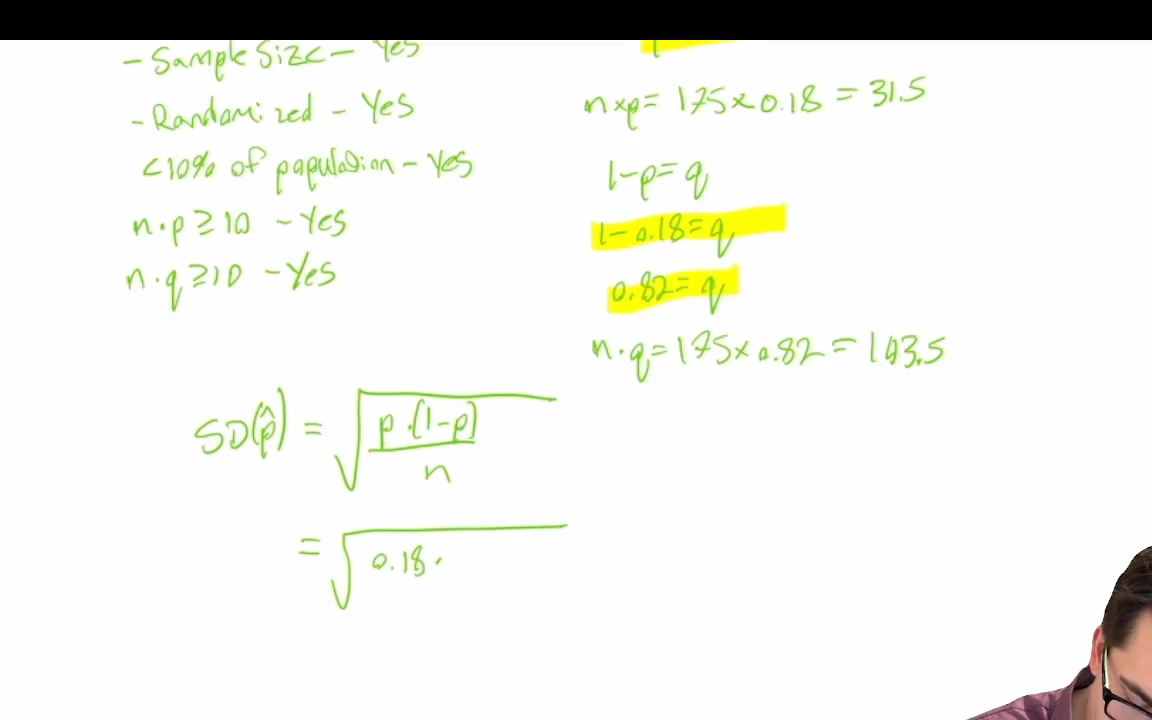 - Sample Size - Yes
- Randomized - Yes
<10% of population - Yes
n·p ≥ 10 - Yes
n·q ≥ 10 - Yes
n×p = 175×0.18 = 31.5
1-p = q
1-0.18 = q
0.82 = q
n·q = 175×0.82 = 143.5
SD(p̂) = √(p·(1-p)/n)
= √(0.18·